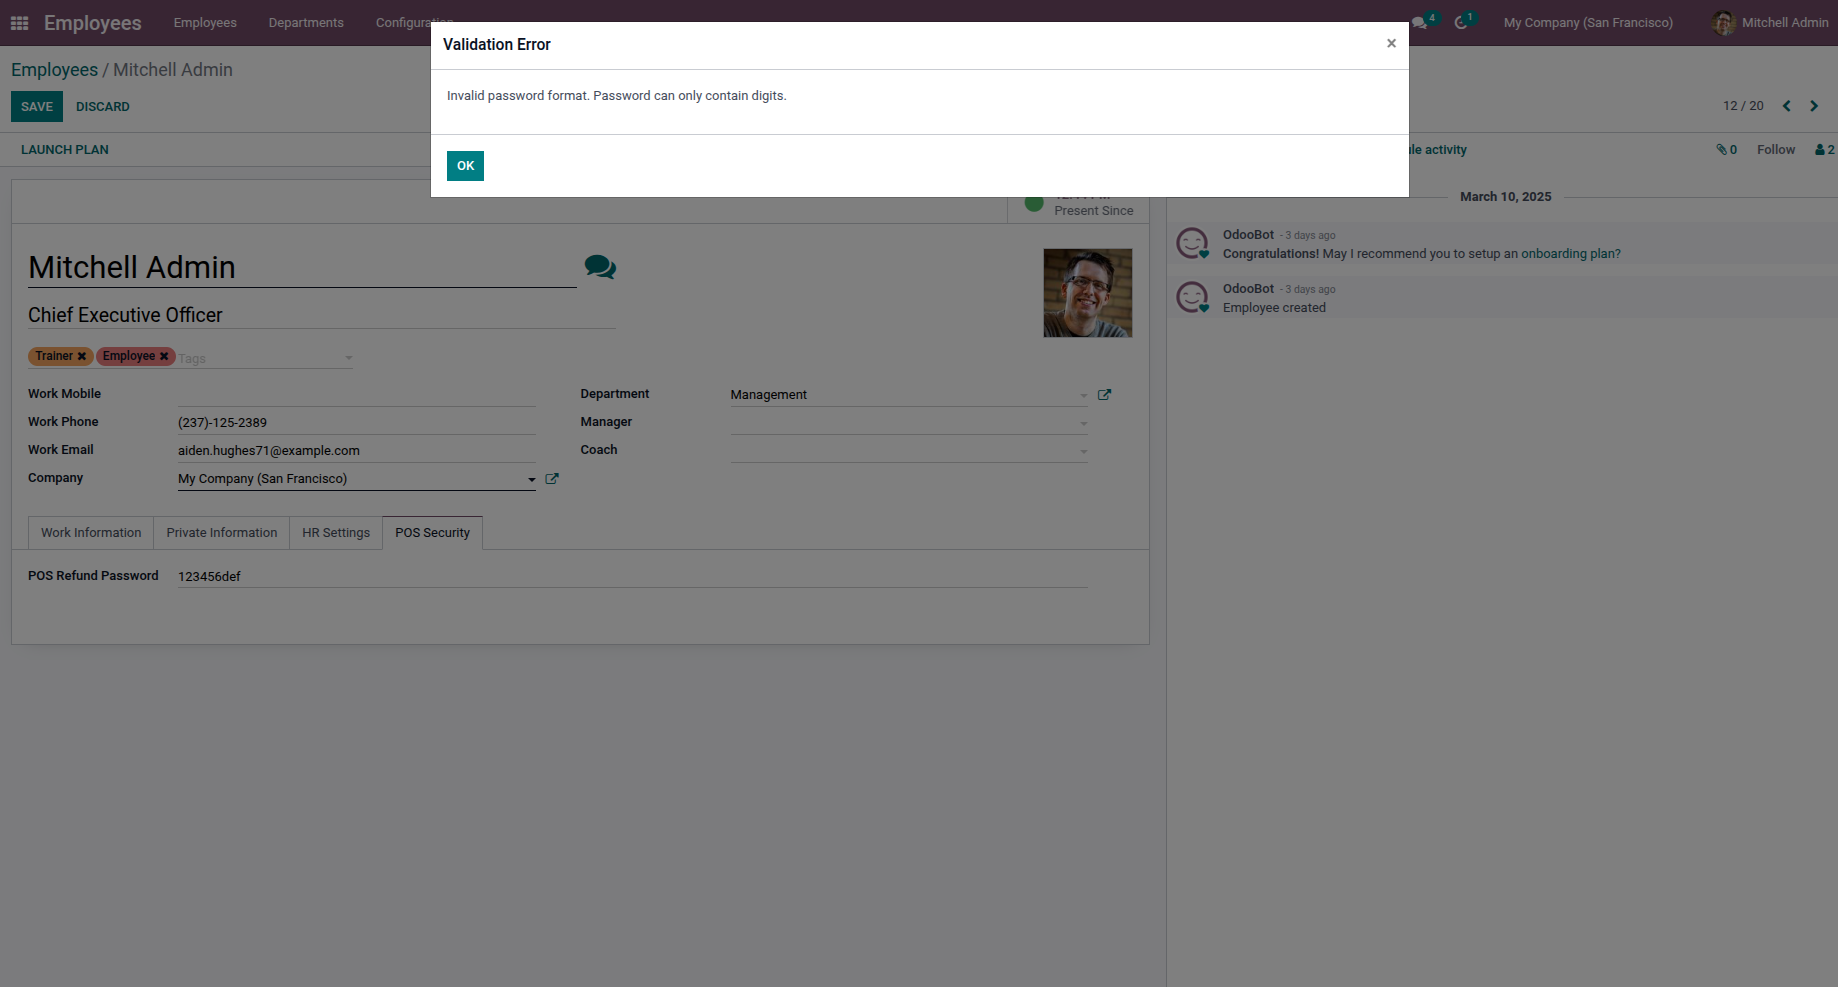 Employees Employees Departments Configuration 4 1 My Company (San Francisco) Mitchell Admin
Validation Error ×
Invalid password format. Password can only contain digits.
OK
Employees / Mitchell Admin
SAVE DISCARD
12 / 20
LAUNCH PLAN
ule activity 0 Follow 2
Present Since
Mitchell Admin
Chief Executive Officer
Trainer ✖ Employee ✖ Tags
Work Mobile
Work Phone (237)-125-2389
Work Email aiden.hughes71@example.com
Company My Company (San Francisco)
Department Management
Manager
Coach
Work Information Private Information HR Settings POS Security
POS Refund Password 123456def
March 10, 2025
OdooBot - 3 days ago
Congratulations! May I recommend you to setup an onboarding plan?
OdooBot - 3 days ago
Employee created